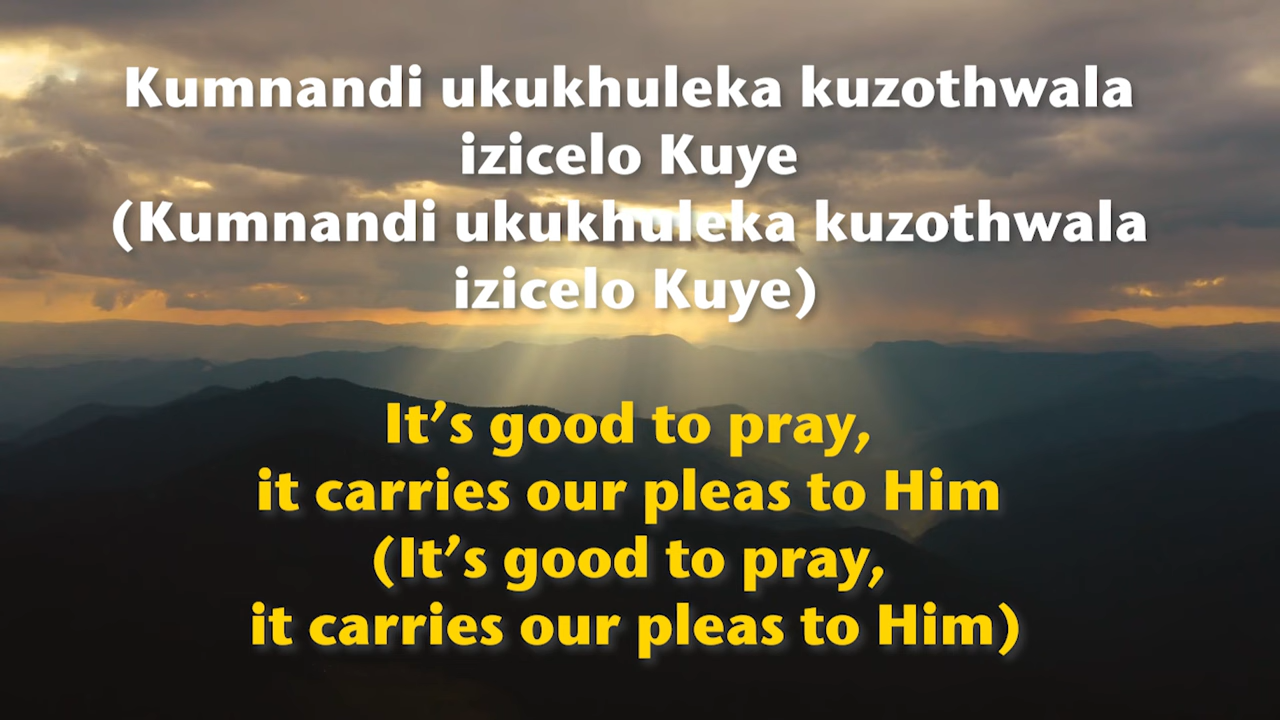 Kumnandi ukukhuleka kuzothwala
izicelo Kuye
(Kumnandi ukukhuleka kuzothwala
izicelo Kuye)
It’s good to pray,
it carries our pleas to Him
(It’s good to pray,
it carries our pleas to Him)